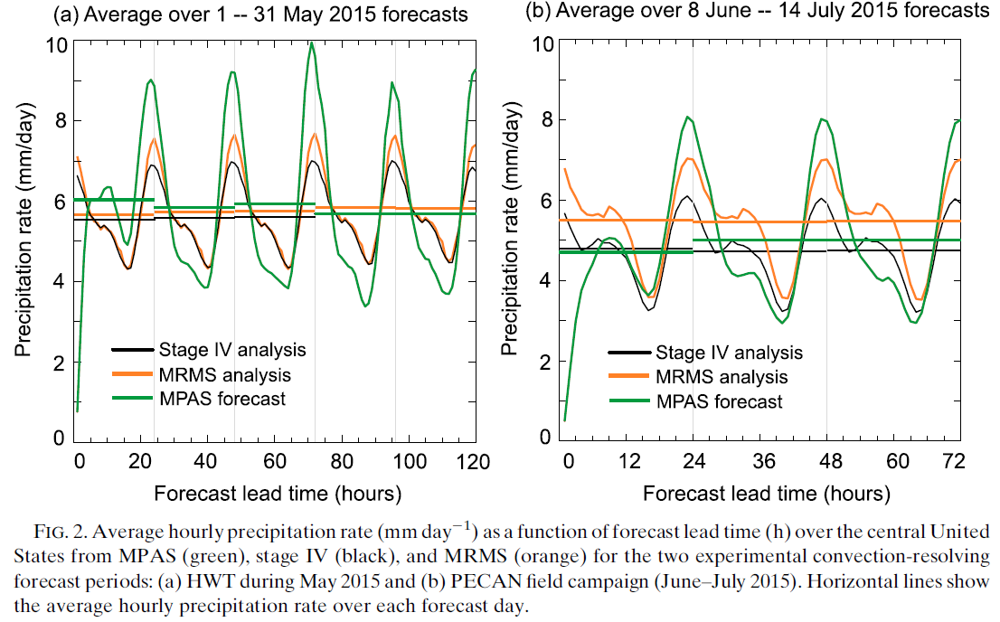 (a) Average over 1 -- 31 May 2015 forecasts
Precipitation rate (mm/day)
10
8
6
4
2
0
Stage IV analysis
MRMS analysis
MPAS forecast
0 20 40 60 80 100 120
Forecast lead time (hours)
(b) Average over 8 June -- 14 July 2015 forecasts
Precipitation rate (mm/day)
10
8
6
4
2
0
Stage IV analysis
MRMS analysis
MPAS forecast
0 12 24 36 48 60 72
Forecast lead time (hours)
FIG. 2. Average hourly precipitation rate (mm day−1) as a function of forecast lead time (h) over the central United
States from MPAS (green), stage IV (black), and MRMS (orange) for the two experimental convection-resolving
forecast periods: (a) HWT during May 2015 and (b) PECAN field campaign (June–July 2015). Horizontal lines show
the average hourly precipitation rate over each forecast day.